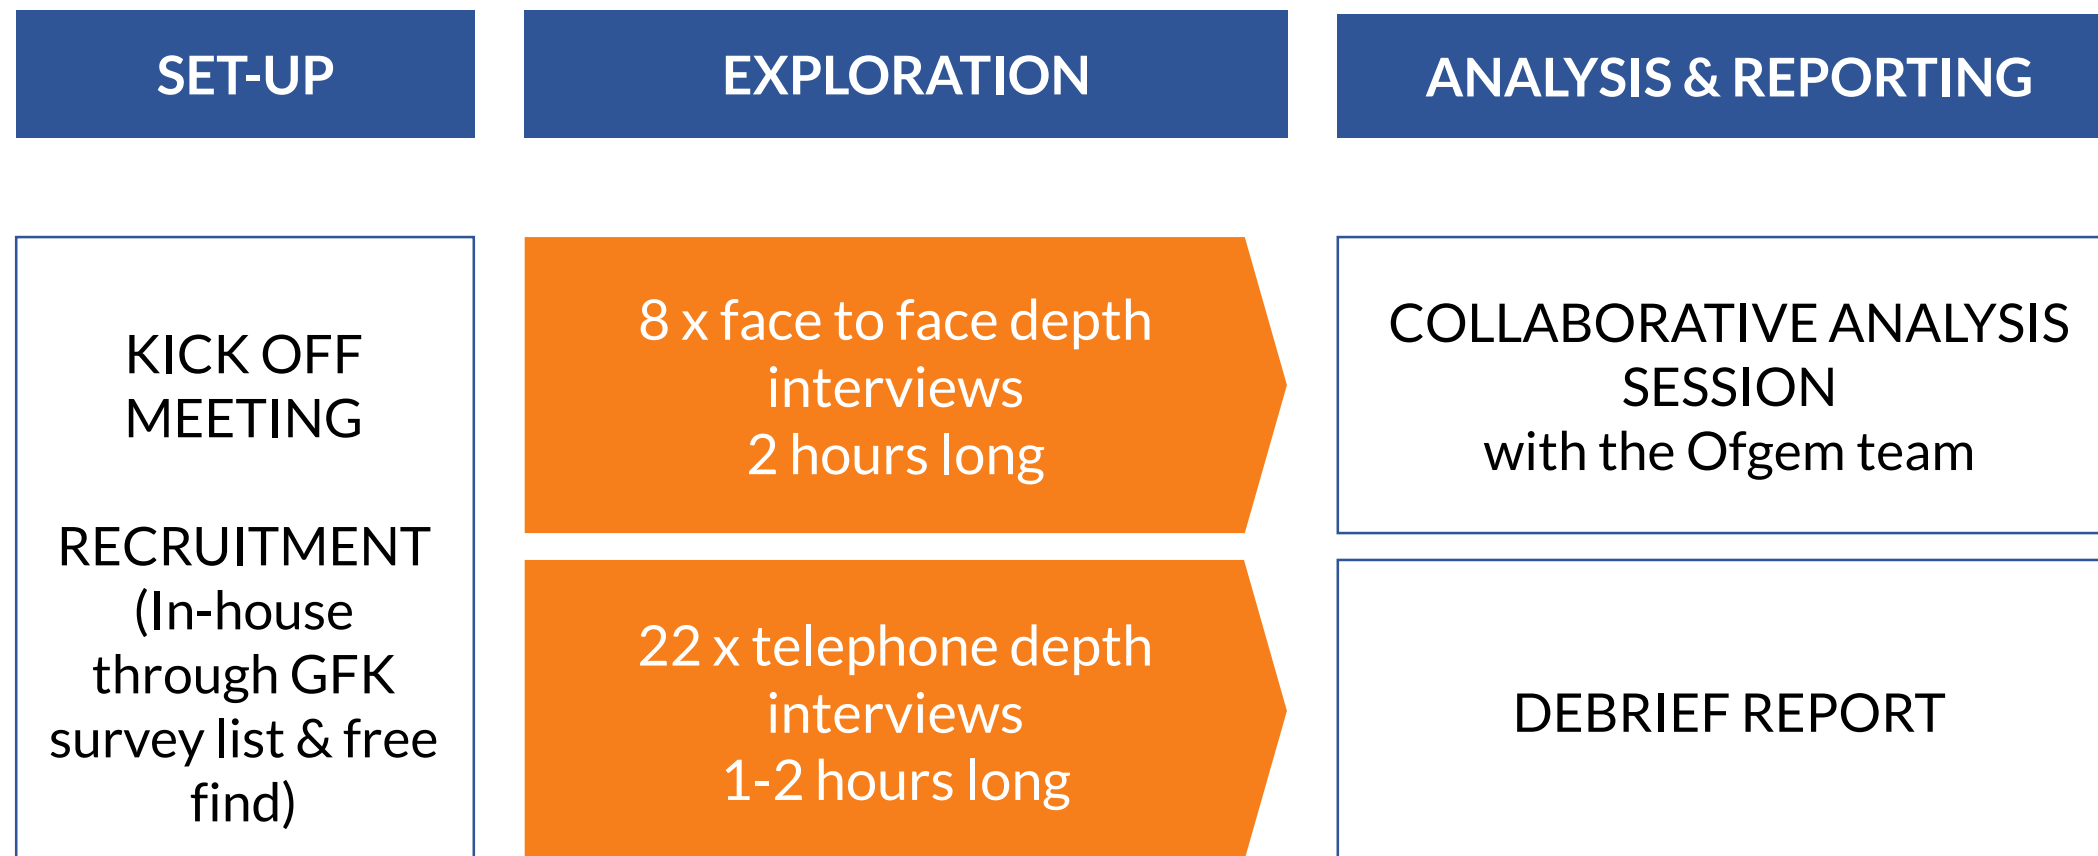 SET-UP
EXPLORATION
ANALYSIS & REPORTING
KICK OFF
MEETING
RECRUITMENT
(In-house
through GFK
survey list & free
find)
8 x face to face depth
interviews
2 hours long
22 x telephone depth
interviews
1-2 hours long
COLLABORATIVE ANALYSIS
SESSION
with the Ofgem team
DEBRIEF REPORT